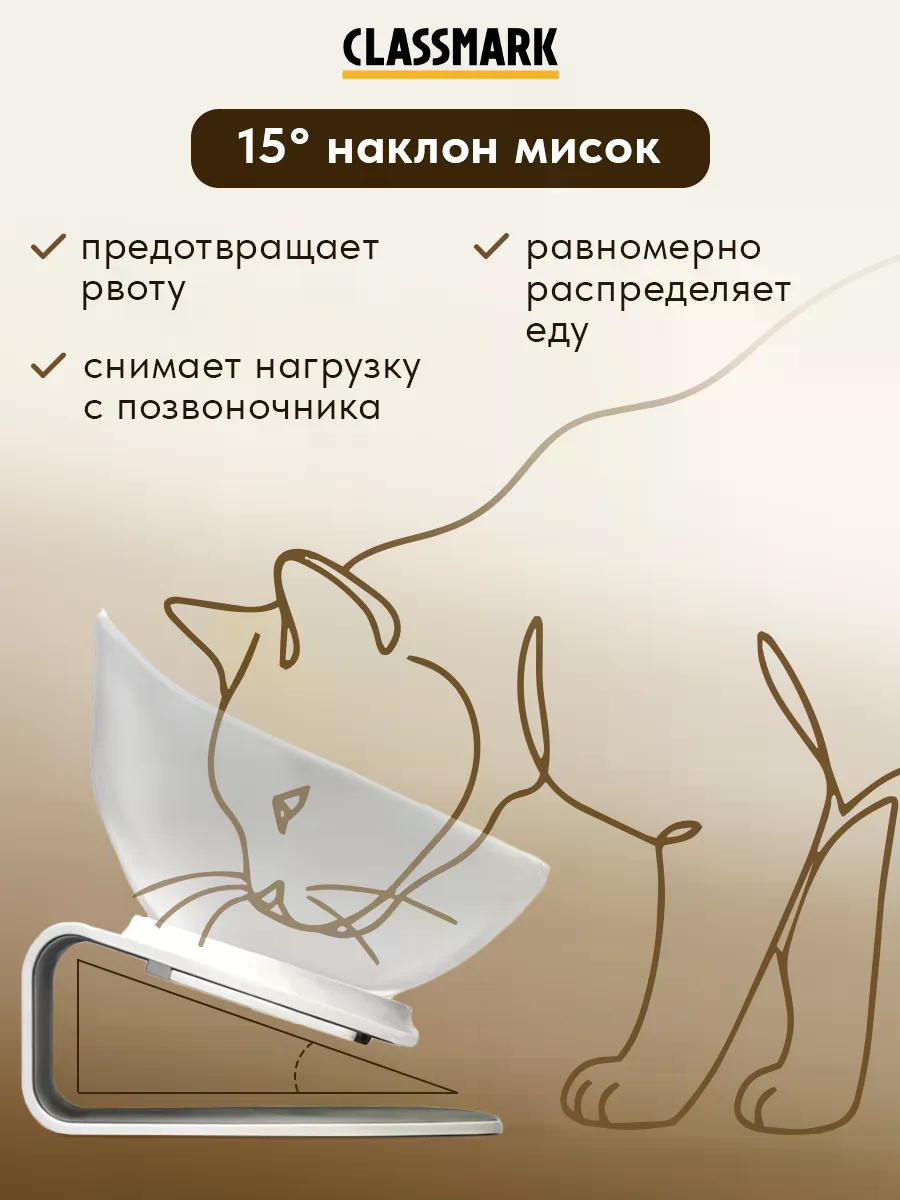 CLASSMARK
15° наклон мисок
предотвращает
рвоту
снимает нагрузку
с позвоночника
равномерно
распределяет
еду